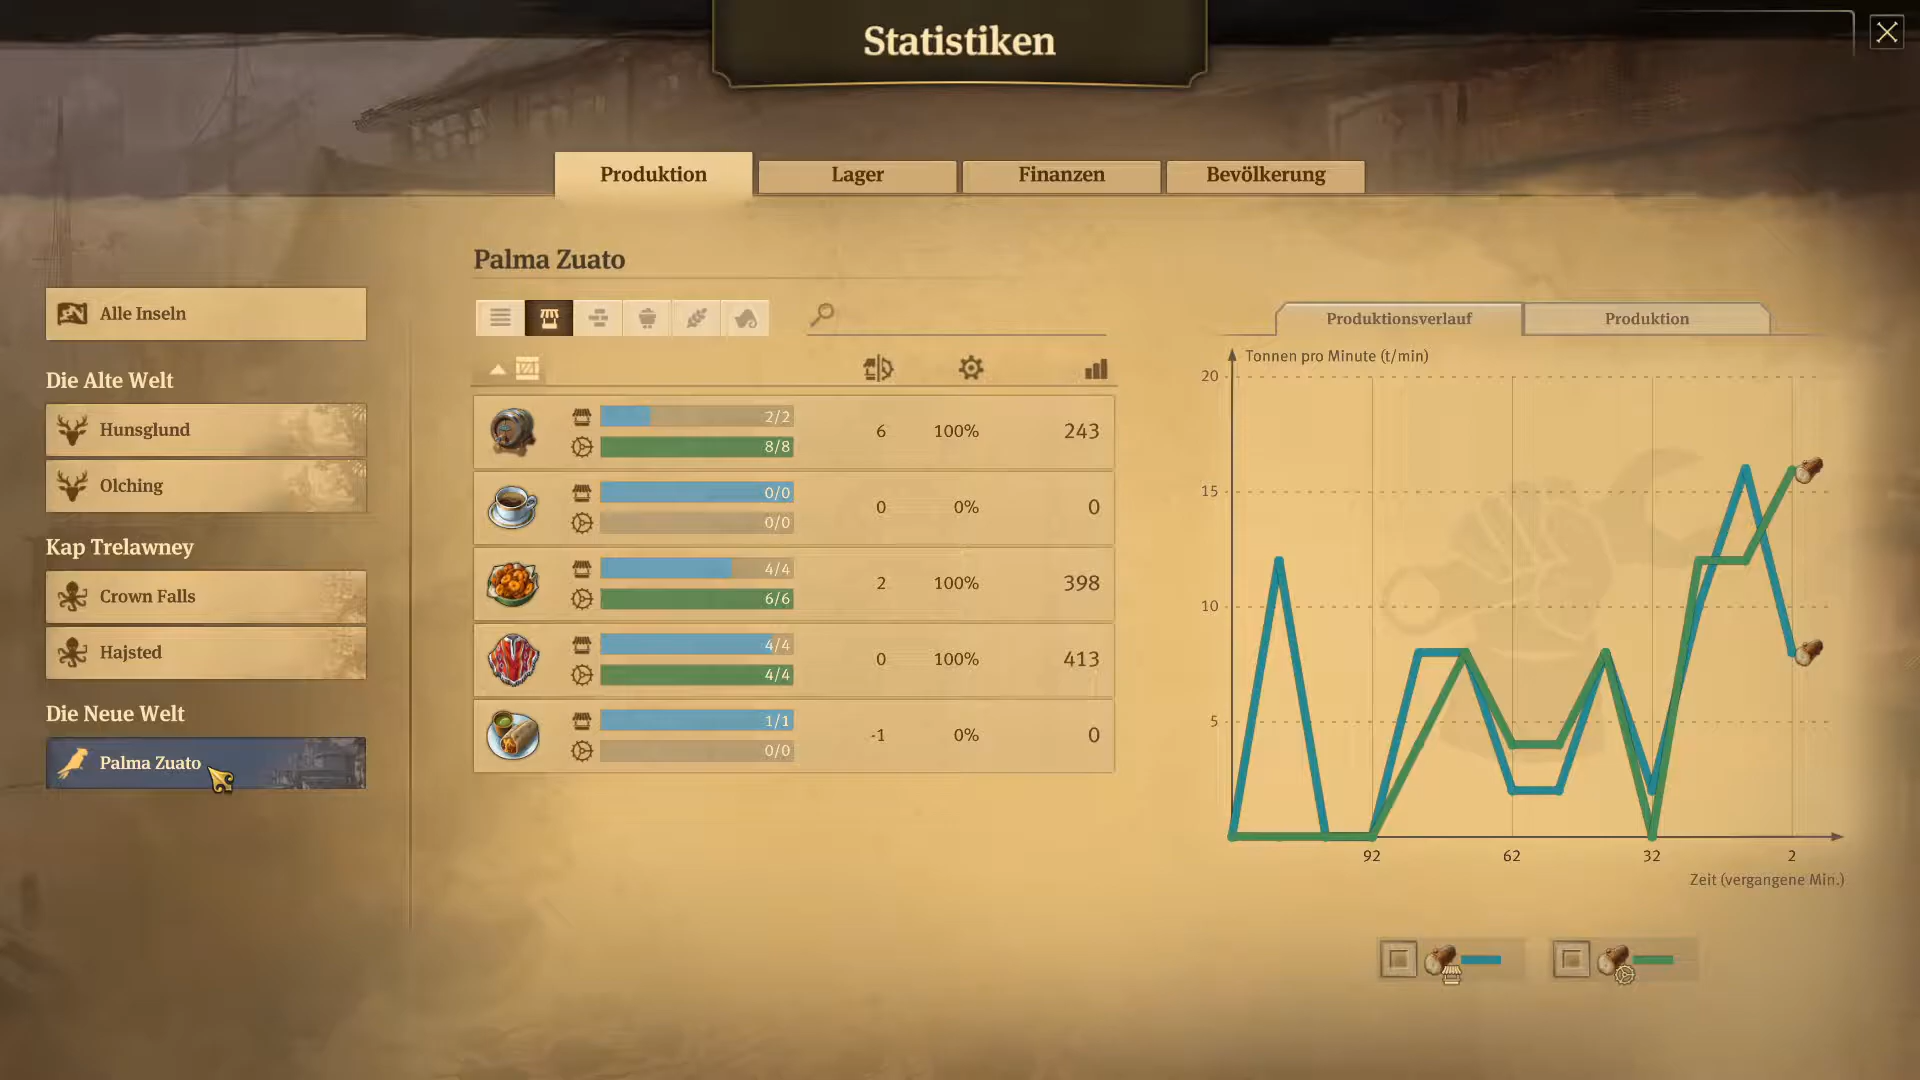 Statistiken
Produktion
Lager
Finanzen
Bevölkerung
Palma Zuato
Alle Inseln
Die Alte Welt
Hunsglund
Olching
Kap Trelawney
Crown Falls
Hajsted
Die Neue Welt
Palma Zuato
2/2
8/8
6
100%
243
0/0
0/0
0
0%
0
4/4
6/6
2
100%
398
4/4
4/4
0
100%
413
1/1
0/0
-1
0%
0
Produktionsverlauf
Produktion
Tonnen pro Minute (t/min)
20
15
10
5
92
62
32
2
Zeit (vergangene Min.)